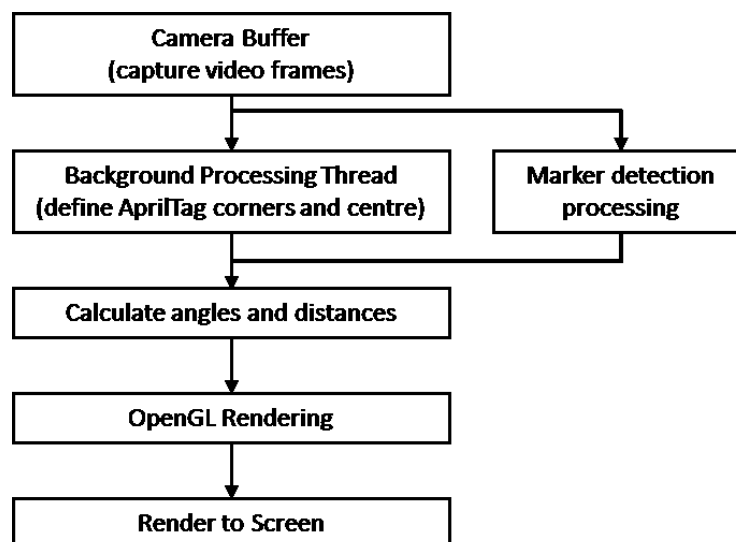 Camera Buffer
(capture video frames)
Background Processing Thread
(define AprilTag corners and centre)
Marker detection
processing
Calculate angles and distances
OpenGL Rendering
Render to Screen